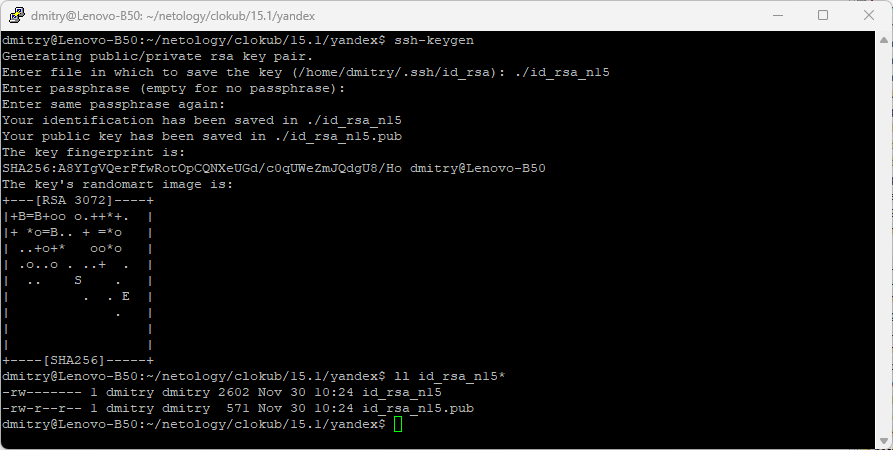 dmitry@Lenovo-B50: ~/netology/clokub/15.1/yandex
dmitry@Lenovo-B50:~/netology/clokub/15.1/yandex$ ssh-keygen
Generating public/private rsa key pair.
Enter file in which to save the key (/home/dmitry/.ssh/id_rsa): ./id_rsa_n15
Enter passphrase (empty for no passphrase):
Enter same passphrase again:
Your identification has been saved in ./id_rsa_n15
Your public key has been saved in ./id_rsa_n15.pub
The key fingerprint is:
SHA256:A8YIgVQerFfwRotOpCQNXeUGd/c0qUWeZmJQdgU8/Ho dmitry@Lenovo-B50
The key's randomart image is:
+---[RSA 3072]----+
|+B=B+oo o.++*+.  |
|+ *o=B.. + =*o   |
| ..+o+*   oo*o   |
| .o..o . ..+  .  |
|  ..    S    .   |
|         .  . E  |
|             .   |
|                 |
|                 |
+----[SHA256]-----+
dmitry@Lenovo-B50:~/netology/clokub/15.1/yandex$ ll id_rsa_n15*
-rw------- 1 dmitry dmitry 2602 Nov 30 10:24 id_rsa_n15
-rw-r--r-- 1 dmitry dmitry  571 Nov 30 10:24 id_rsa_n15.pub
dmitry@Lenovo-B50:~/netology/clokub/15.1/yandex$